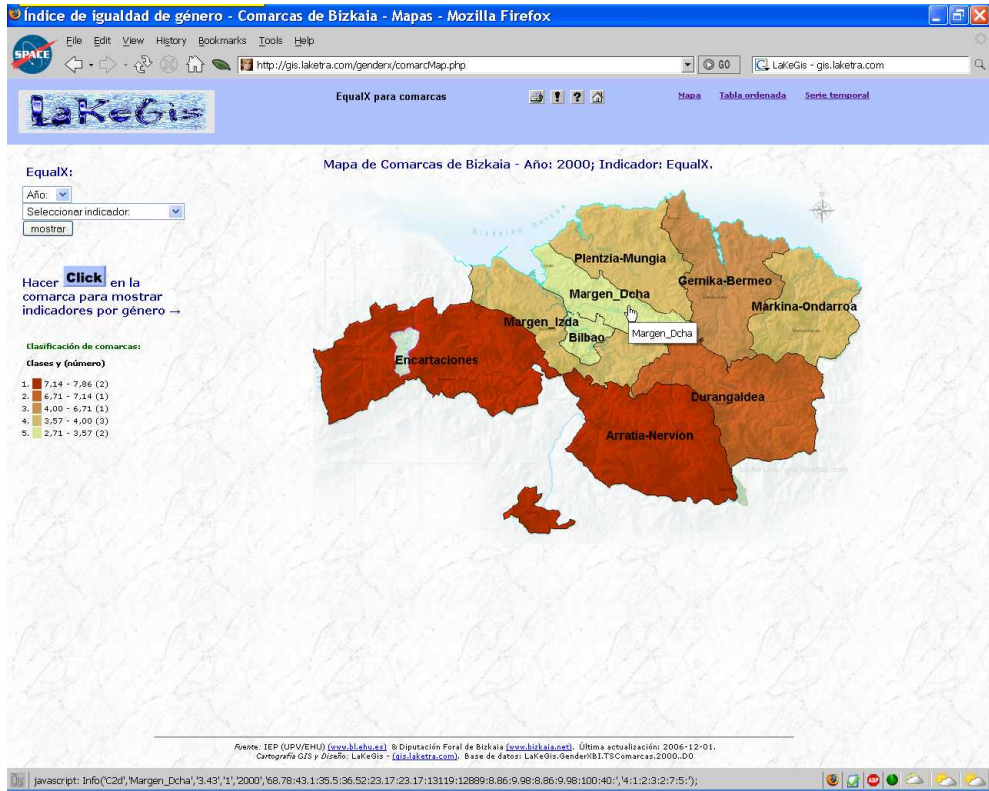 Índice de igualdad de género - Comarcas de Bizkaia - Mapas - Mozilla Firefox
SPACE
File Edit View History Bookmarks Tools Help
http://gis.laketra.com/genderx/comarcMap.php
GO
LaKeGis - gis.laketra.com
LaKeGis
EqualX para comarcas
Mapa Tabla ordenada Serie temporal
EqualX:
Año:
Seleccionar indicador:
mostrar
Hacer Click en la
comarca para mostrar
indicadores por género →
Clasificación de comarcas:
Clases y (número)
1. 7,14 - 7,86 (2)
2. 6,71 - 7,14 (1)
3. 4,00 - 6,71 (1)
4. 3,57 - 4,00 (3)
5. 2,71 - 3,57 (2)
Mapa de Comarcas de Bizkaia - Año: 2000; Indicador: EqualX.
Plentzia-Mungia
Gernika-Bermeo
Margen_Dcha
Markina-Ondarroa
Margen_Izda
Margen_Dcha
Bilbao
Encartaciones
Durangaldea
Arratia-Nervion
Fuente: IEP (UPV/EHU) (www.bl.ehu.es) & Diputación Foral de Bizkaia (www.bizkaia.net). Última actualización: 2006-12-01.
Cartografía GIS y Diseño: LaKeGis - (gis.laketra.com). Base de datos: LaKeGis.GenderXBI.TSComarcas.2000..D0
javascript: Info('C2d','Margen_Dcha','3.43','1','2000','68.78:43.1:35.5:36.52:23.17:23.17:13119:12889:8.86:9.98:8.86:9.98:100:40:','4:1:2:3:2:7:5:');
ABP